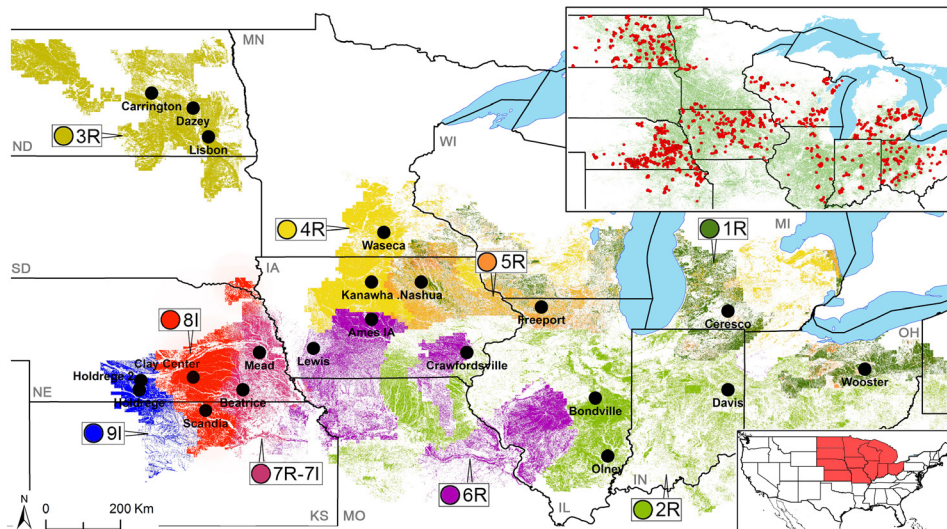 MN
Carrington
Dazey
3R
Lisbon
ND
WI
4R
Waseca
1R
MI
5R
SD
IA
Kanawha .Nashua
8I
Freeport
Ceresco
Ames IA
OH
Clay Center
Mead
Lewis
Crawfordsville
Wooster
Holdrege 2
Holdrege
NE
Beatrice
Bondville
Davis
Scandia
9I
7R-7I
Olney
6R
IN
2R
N
0 200 Km
KS MO
IL